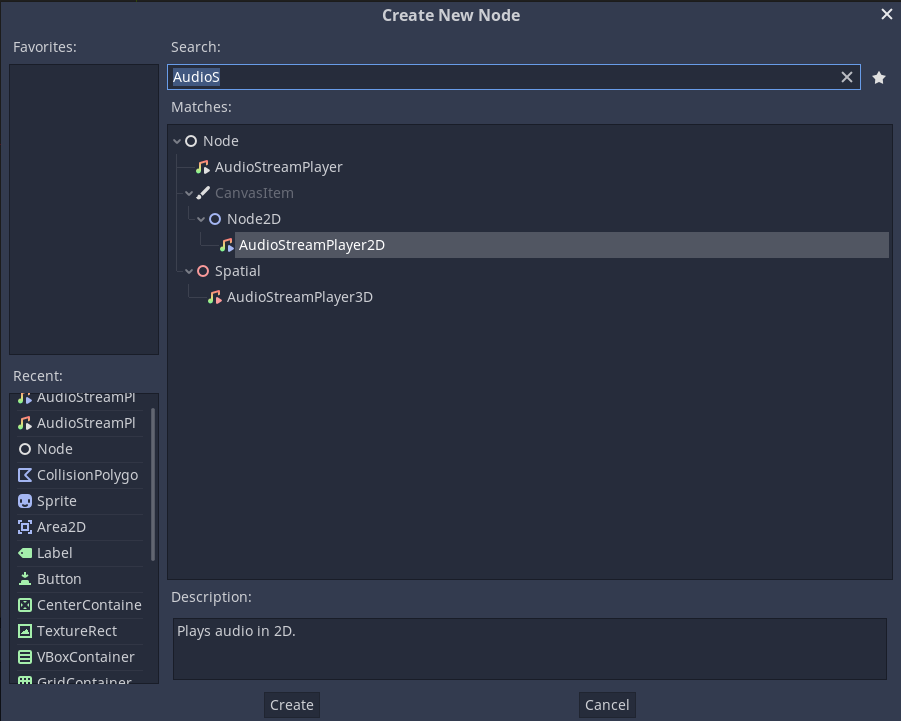 Create New Node
Favorites:
Search:
AudioS
Matches:
Node
AudioStreamPlayer
CanvasItem
Node2D
AudioStreamPlayer2D
Spatial
AudioStreamPlayer3D
Recent:
AudioStreamPl
AudioStreamPl
Node
CollisionPolygo
Sprite
Area2D
Label
Button
CenterContaine
TextureRect
VBoxContainer
GridContainer
Description:
Plays audio in 2D.
Create
Cancel